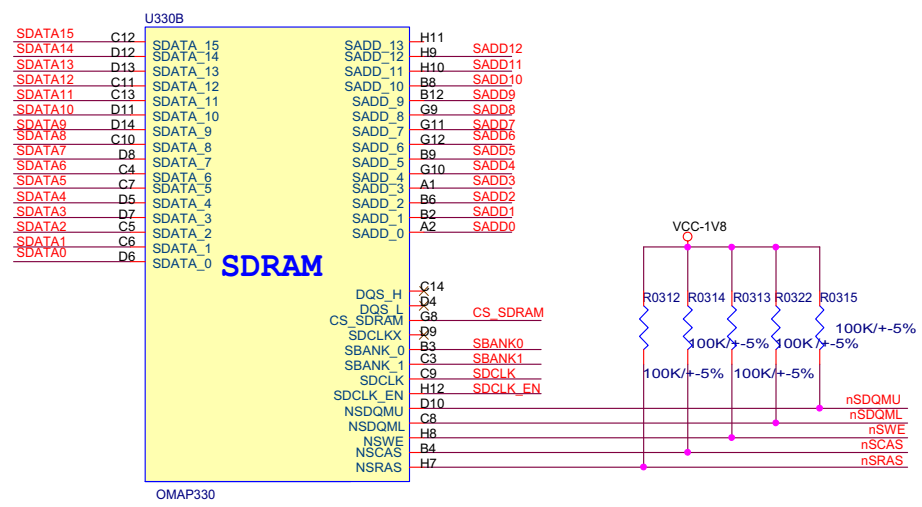 U330B
SDATA15 C12 SDATA_15 SADD_13 H11
SDATA14 D12 SDATA_14 SADD_12 H9 SADD12
SDATA13 D13 SDATA_13 SADD_11 H10 SADD11
SDATA12 C11 SDATA_12 SADD_10 B8 SADD10
SDATA11 C13 SDATA_11 SADD_9 B12 SADD9
SDATA10 D11 SDATA_10 SADD_8 G9 SADD8
SDATA9 D14 SDATA_9 SADD_7 G11 SADD7
SDATA8 C10 SDATA_8 SADD_6 G12 SADD6
SDATA7 D8 SDATA_7 SADD_5 B9 SADD5
SDATA6 C4 SDATA_6 SADD_4 G10 SADD4
SDATA5 C7 SDATA_5 SADD_3 A1 SADD3
SDATA4 D5 SDATA_4 SADD_2 B6 SADD2
SDATA3 D7 SDATA_3 SADD_1 B2 SADD1
SDATA2 C5 SDATA_2 SADD_0 A2 SADD0
SDATA1 C6 SDATA_1
SDATA0 D6 SDATA_0
SDRAM
VCC-1V8
DQS_H C14
DQS_L D4
CS_SDRAM G8 CS_SDRAM
SDCLKX D9
SBANK_0 B3 SBANK0
SBANK_1 C3 SBANK1
SDCLK C9 SDCLK
SDCLK_EN H12 SDCLK_EN
R0312 R0314 R0313 R0322 R0315
100K/+-5%
100K/+-5% 100K/+-5%
100K/+-5% 100K/+-5%
NSDQMU D10 nSDQMU
NSDQML C8 nSDQML
NSWE H8 nSWE
NSCAS B4 nSCAS
NSRAS H7 nSRAS
OMAP330